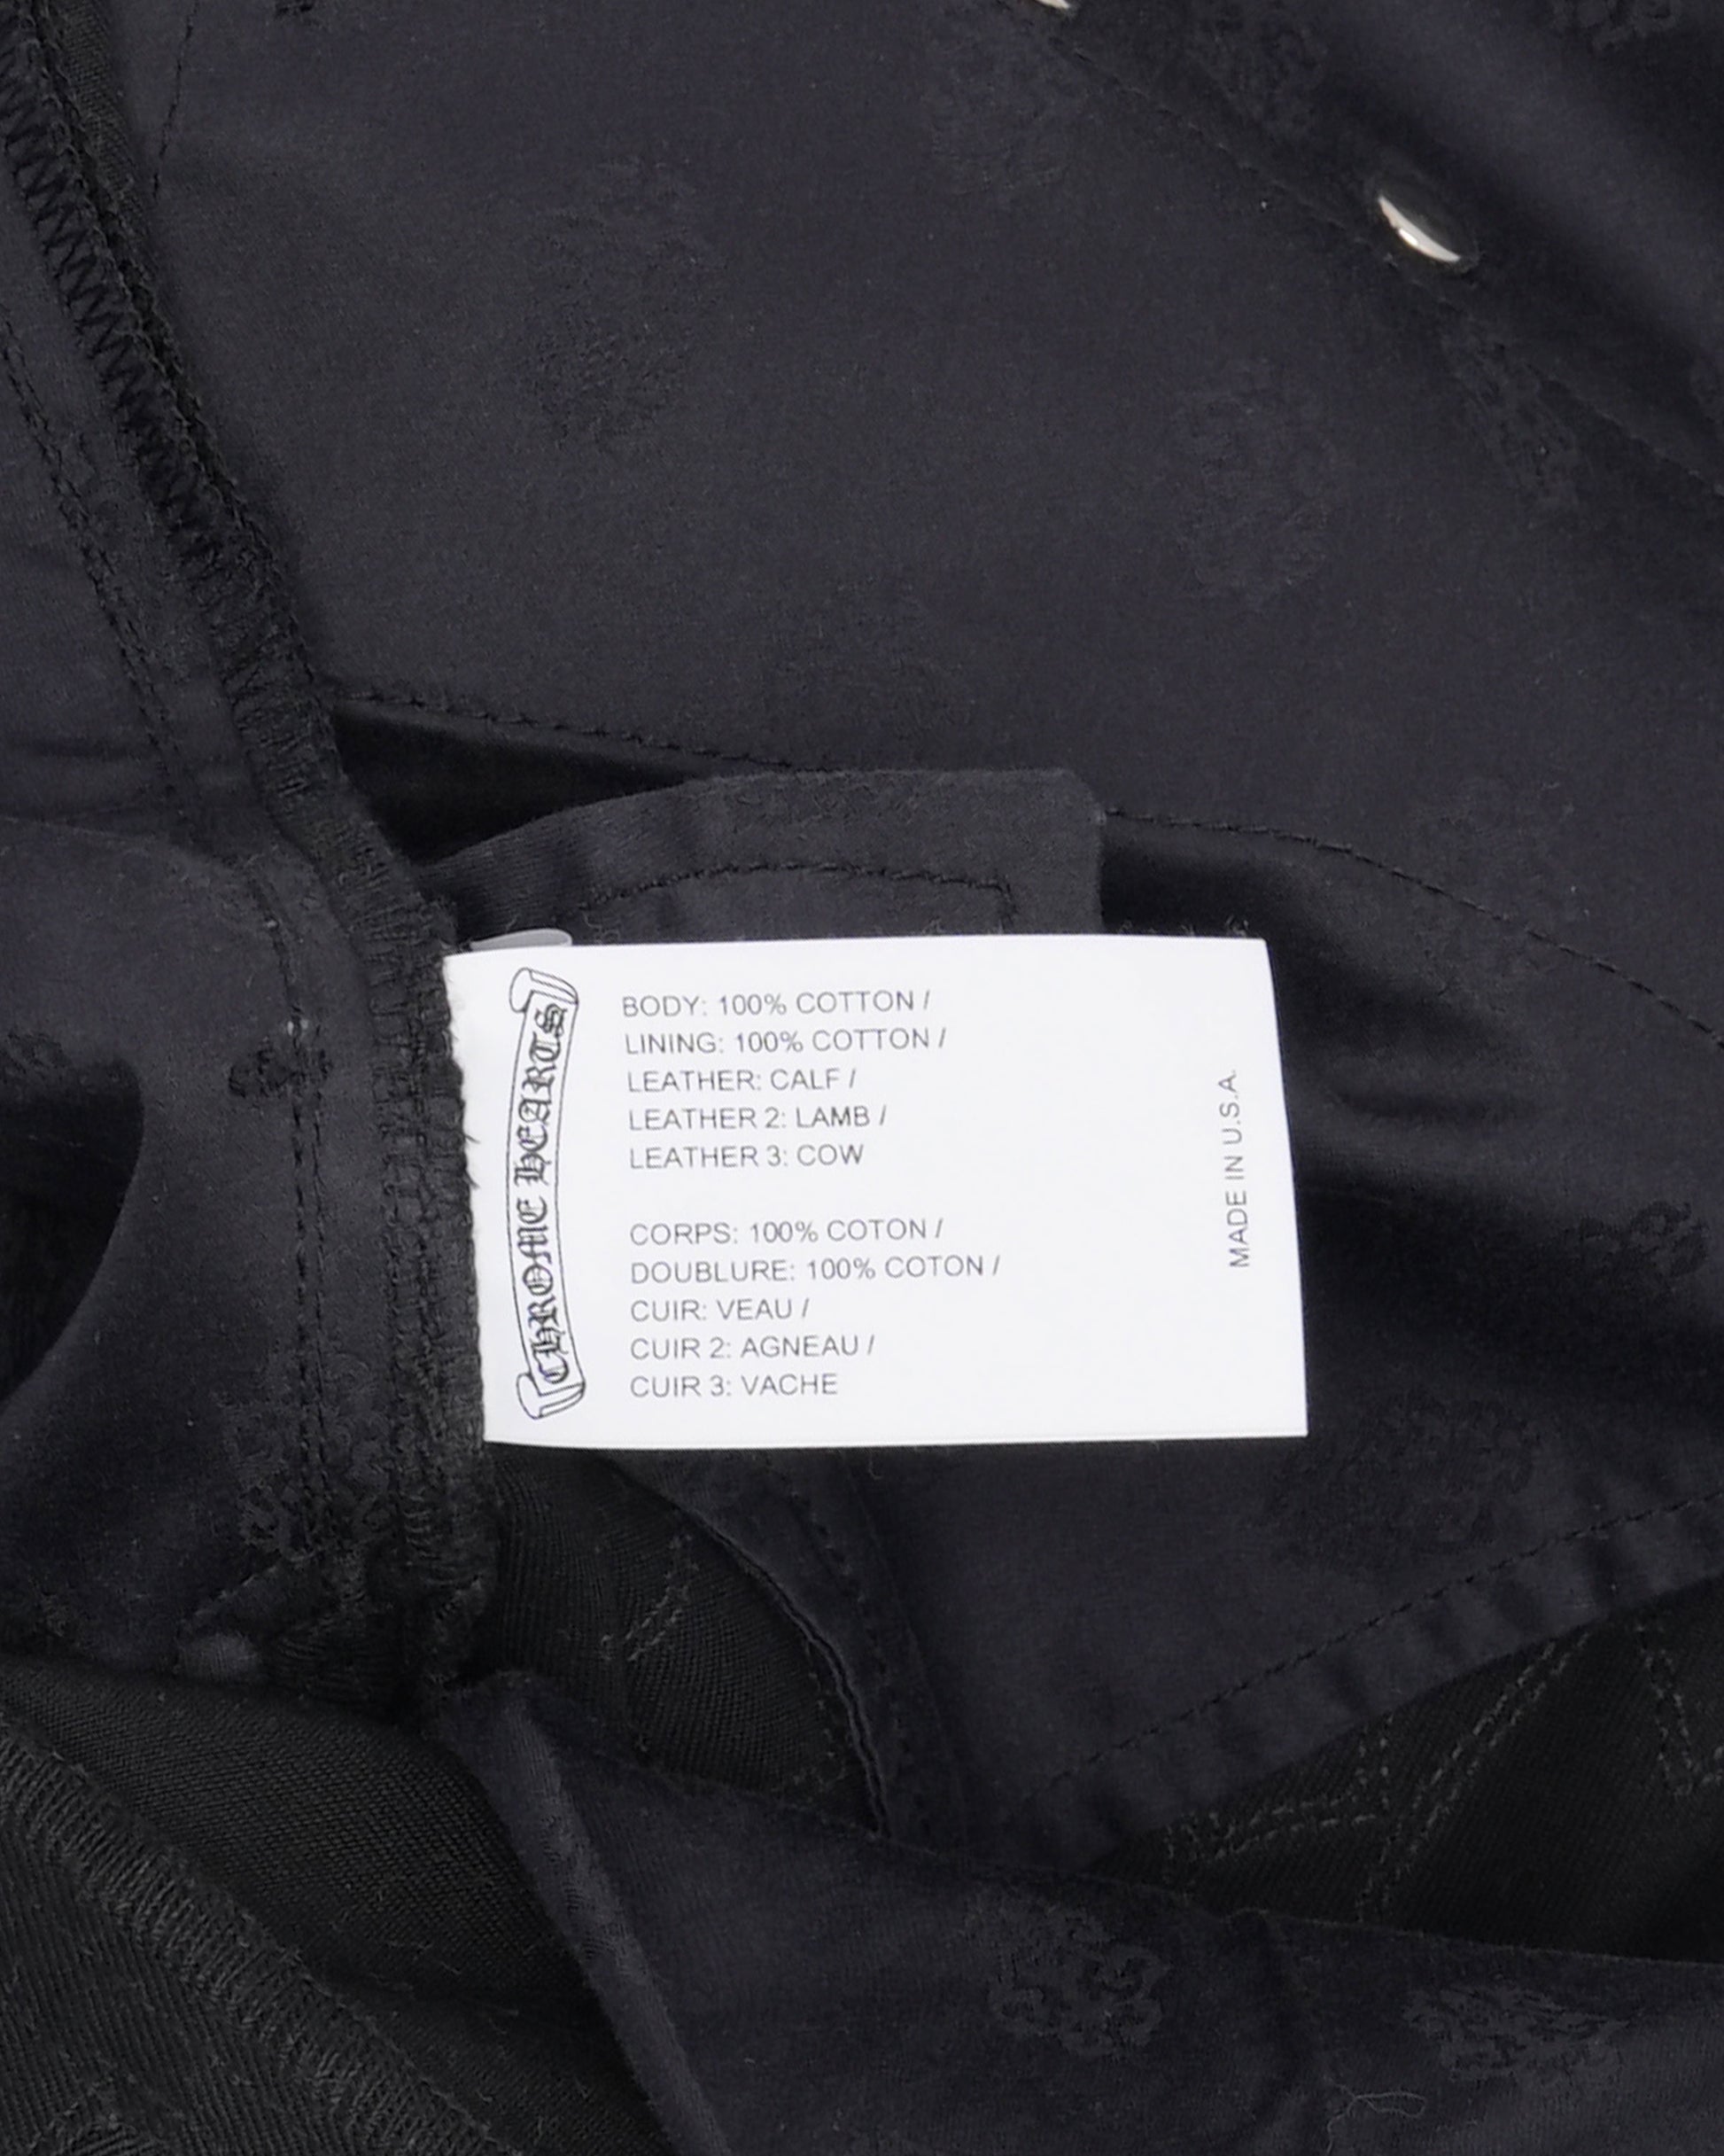 CHROME HEARTS
BODY: 100% COTTON /
LINING: 100% COTTON /
LEATHER: CALF /
LEATHER 2: LAMB /
LEATHER 3: COW
CORPS: 100% COTON /
DOUBLURE: 100% COTON /
CUIR: VEAU /
CUIR 2: AGNEAU /
CUIR 3: VACHE
MADE IN U.S.A.